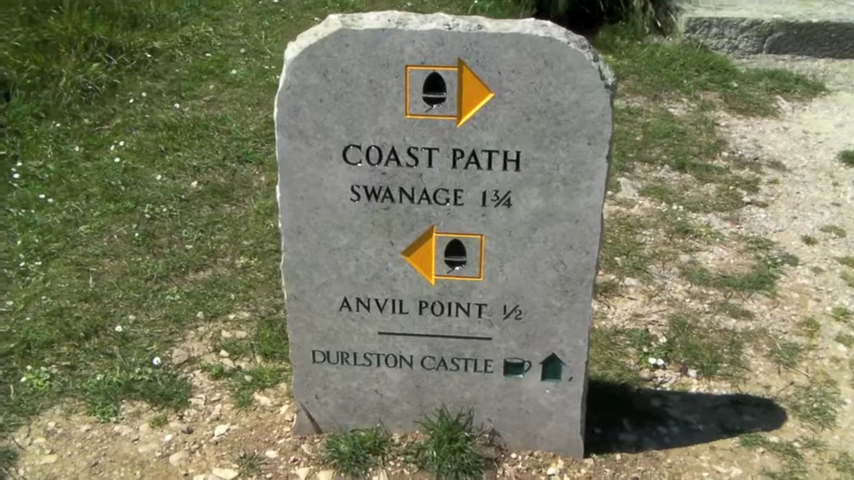 COAST PATH
SWANAGE 1¾
ANVIL POINT ½
DURLSTON CASTLE